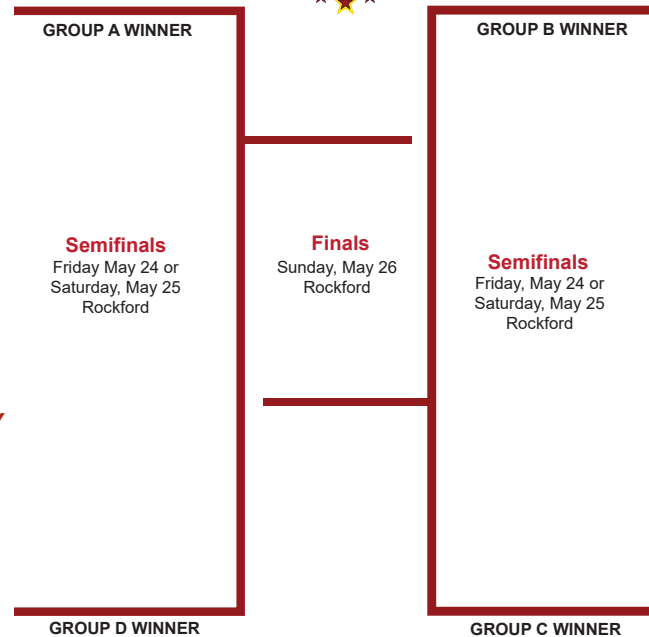 GROUP A WINNER
GROUP B WINNER
Semifinals
Friday May 24 or
Saturday, May 25
Rockford
Finals
Sunday, May 26
Rockford
Semifinals
Friday, May 24 or
Saturday, May 25
Rockford
GROUP D WINNER
GROUP C WINNER